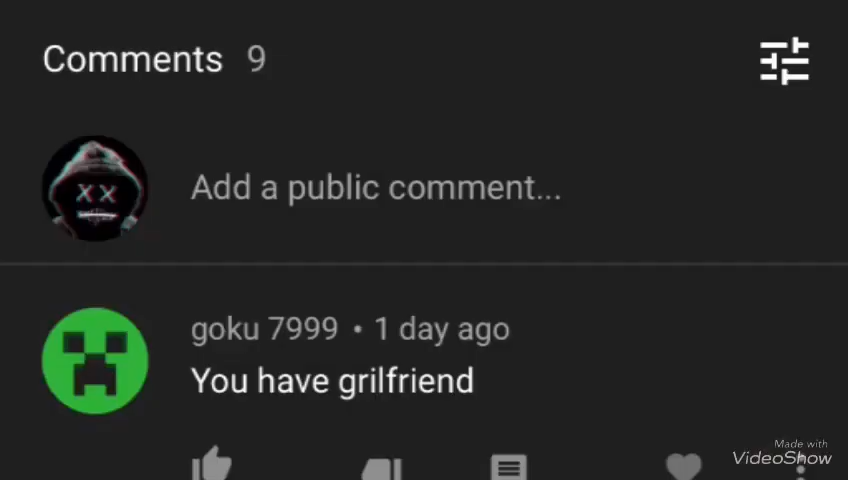 Comments 9
Add a public comment...
goku 7999 • 1 day ago
You have grilfriend
Made with
VideoShow